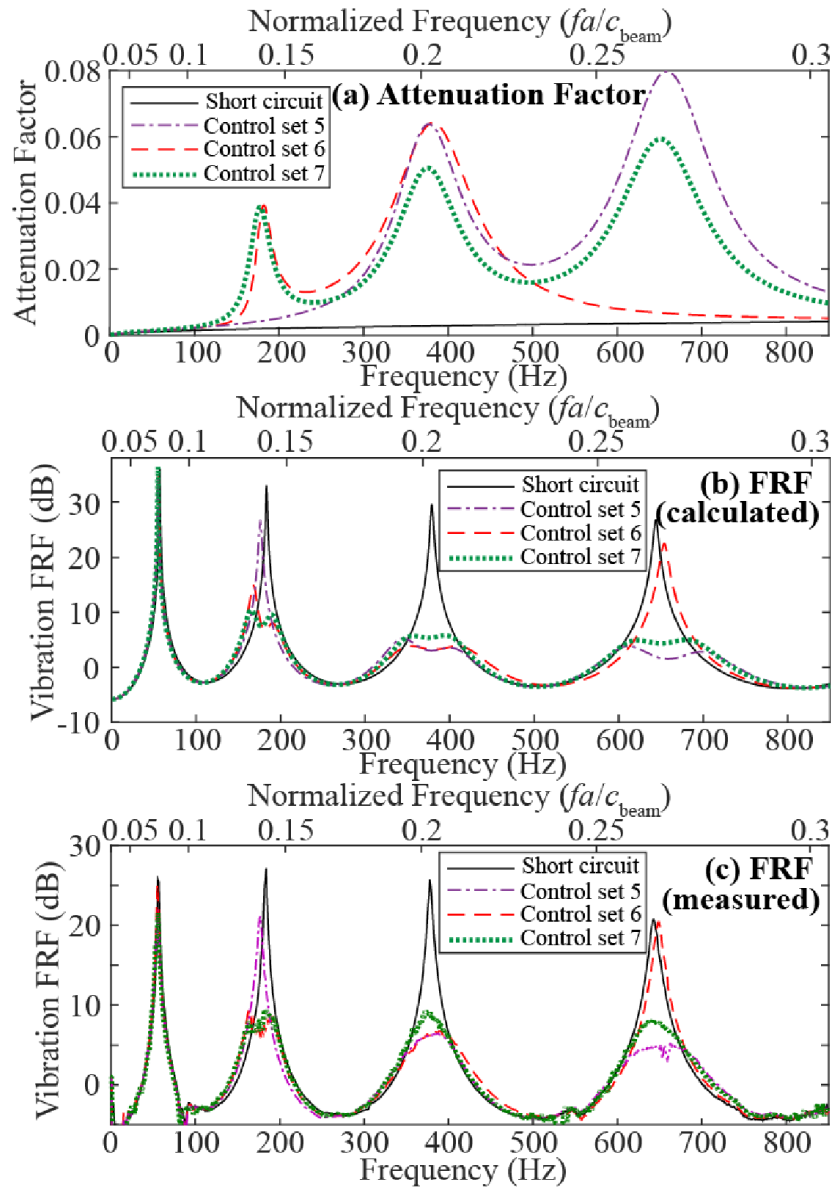 Normalized Frequency (fa/c_beam)
0.05 0.1 0.15 0.2 0.25 0.3
(a) Attenuation Factor
Short circuit
Control set 5
Control set 6
Control set 7
Attenuation Factor
0.08
0.06
0.04
0.02
0
0 100 200 300 400 500 600 700 800
Frequency (Hz)
Normalized Frequency (fa/c_beam)
0.05 0.1 0.15 0.2 0.25 0.3
(b) FRF
(calculated)
Short circuit
Control set 5
Control set 6
Control set 7
Vibration FRF (dB)
30
20
10
0
-10
0 100 200 300 400 500 600 700 800
Frequency (Hz)
Normalized Frequency (fa/c_beam)
0.05 0.1 0.15 0.2 0.25 0.3
(c) FRF
(measured)
Short circuit
Control set 5
Control set 6
Control set 7
Vibration FRF (dB)
30
20
10
0
0 100 200 300 400 500 600 700 800
Frequency (Hz)